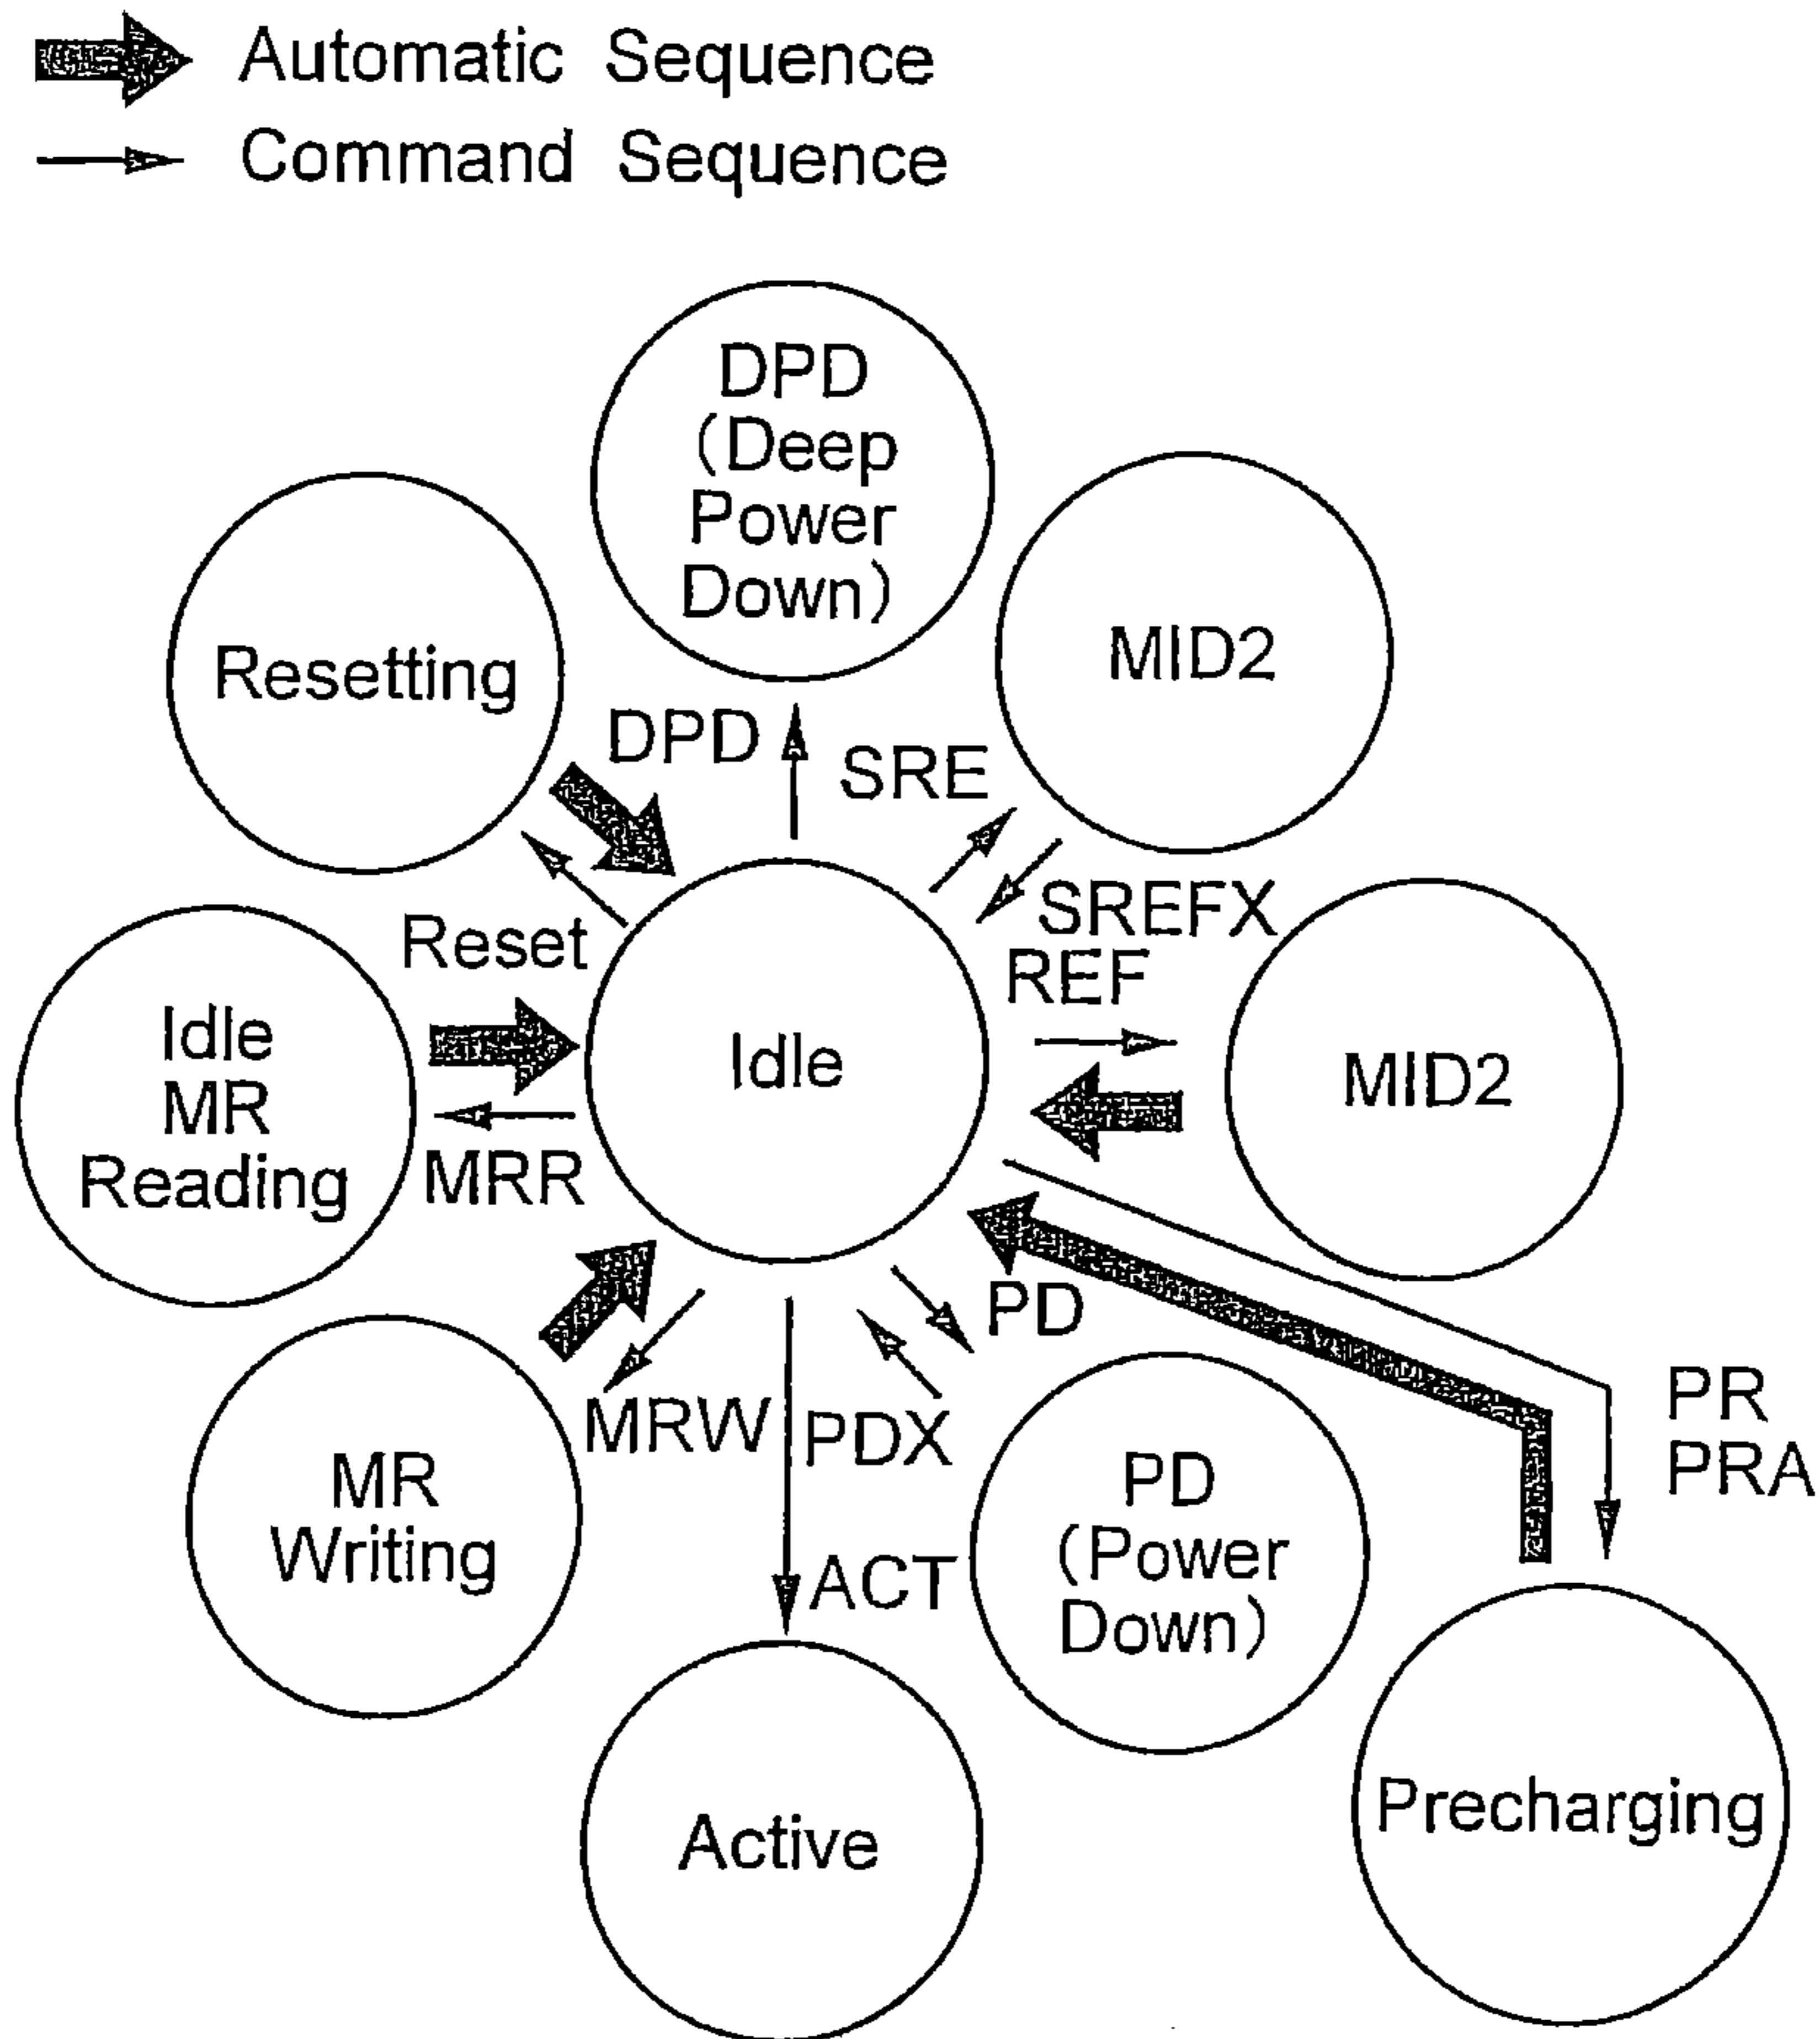 Automatic Sequence
Command Sequence
DPD
(Deep
Power
Down)
MID2
Resetting
DPD
SRE
SREFX
Reset
REF
Idle
MR
Reading
Idle
MID2
MRR
PD
PR
PRA
MRW
PDX
MR
Writing
PD
(Power
Down)
ACT
Precharging
Active